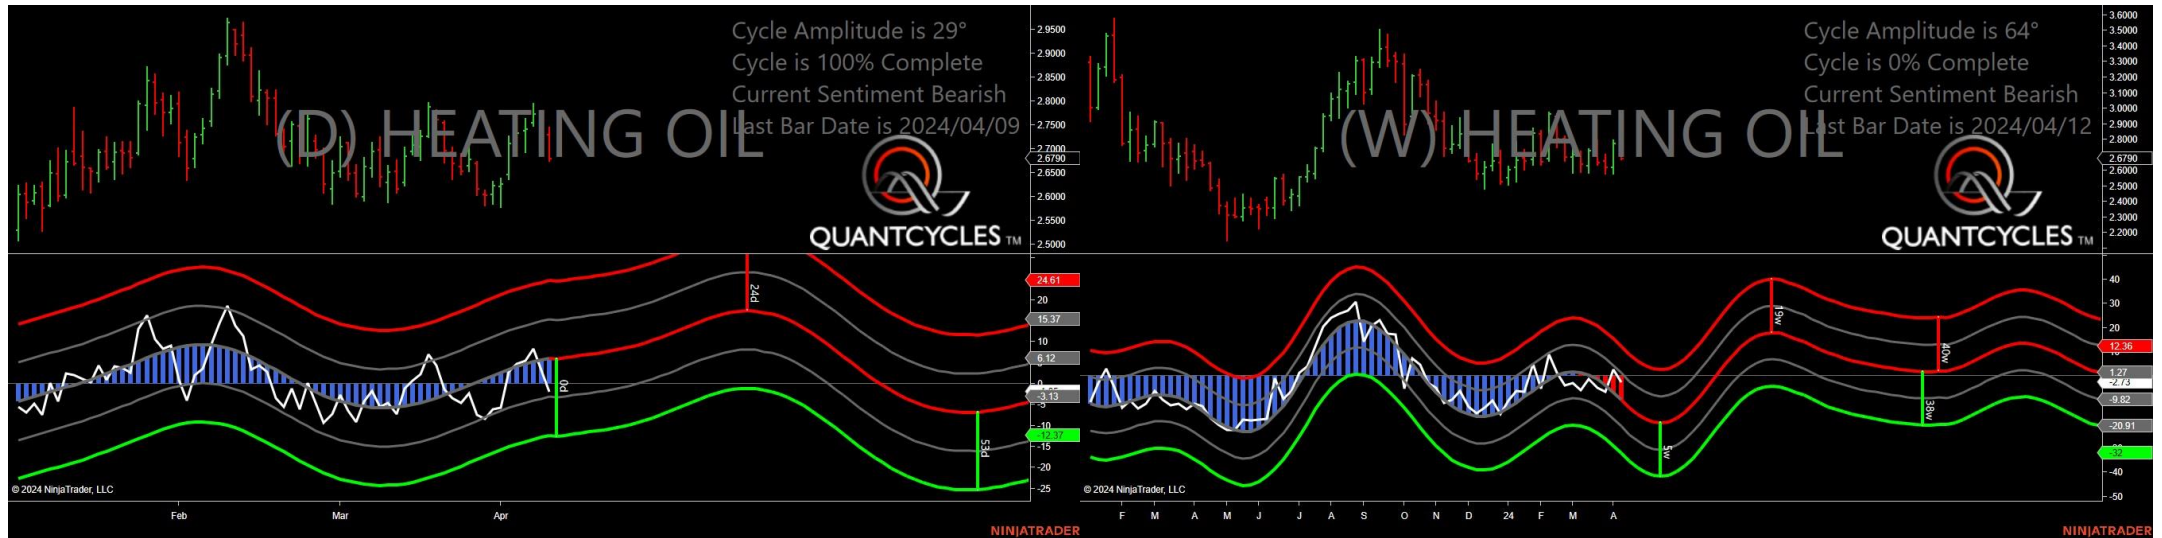 Cycle Amplitude is 29°
Cycle is 100% Complete
Current Sentiment Bearish
Last Bar Date is 2024/04/09
(D) HEATING OIL
QUANTCYCLES TM
2.9500
2.9000
2.8500
2.8000
2.7500
2.7000
2.6790
2.6500
2.6000
2.5500
2.5000
24d
0d
53d
24.61
20
15.37
10
6.12
0
-3.13
-5
-10
-12.37
-15
-20
-25
© 2024 NinjaTrader, LLC
Feb
Mar
Apr
NINJATRADER
Cycle Amplitude is 64°
Cycle is 0% Complete
Current Sentiment Bearish
Last Bar Date is 2024/04/12
(W) HEATING OIL
QUANTCYCLES TM
3.6000
3.5000
3.4000
3.3000
3.2000
3.1000
3.0000
2.9000
2.8000
2.6790
2.6000
2.5000
2.4000
2.3000
2.2000
19w
40w
38w
5w
40
30
20
12.36
10
1.27
-2.73
-9.82
-20.91
-32
-40
-50
© 2024 NinjaTrader, LLC
F M A M J J A S O N D 24 F M A
NINJATRADER